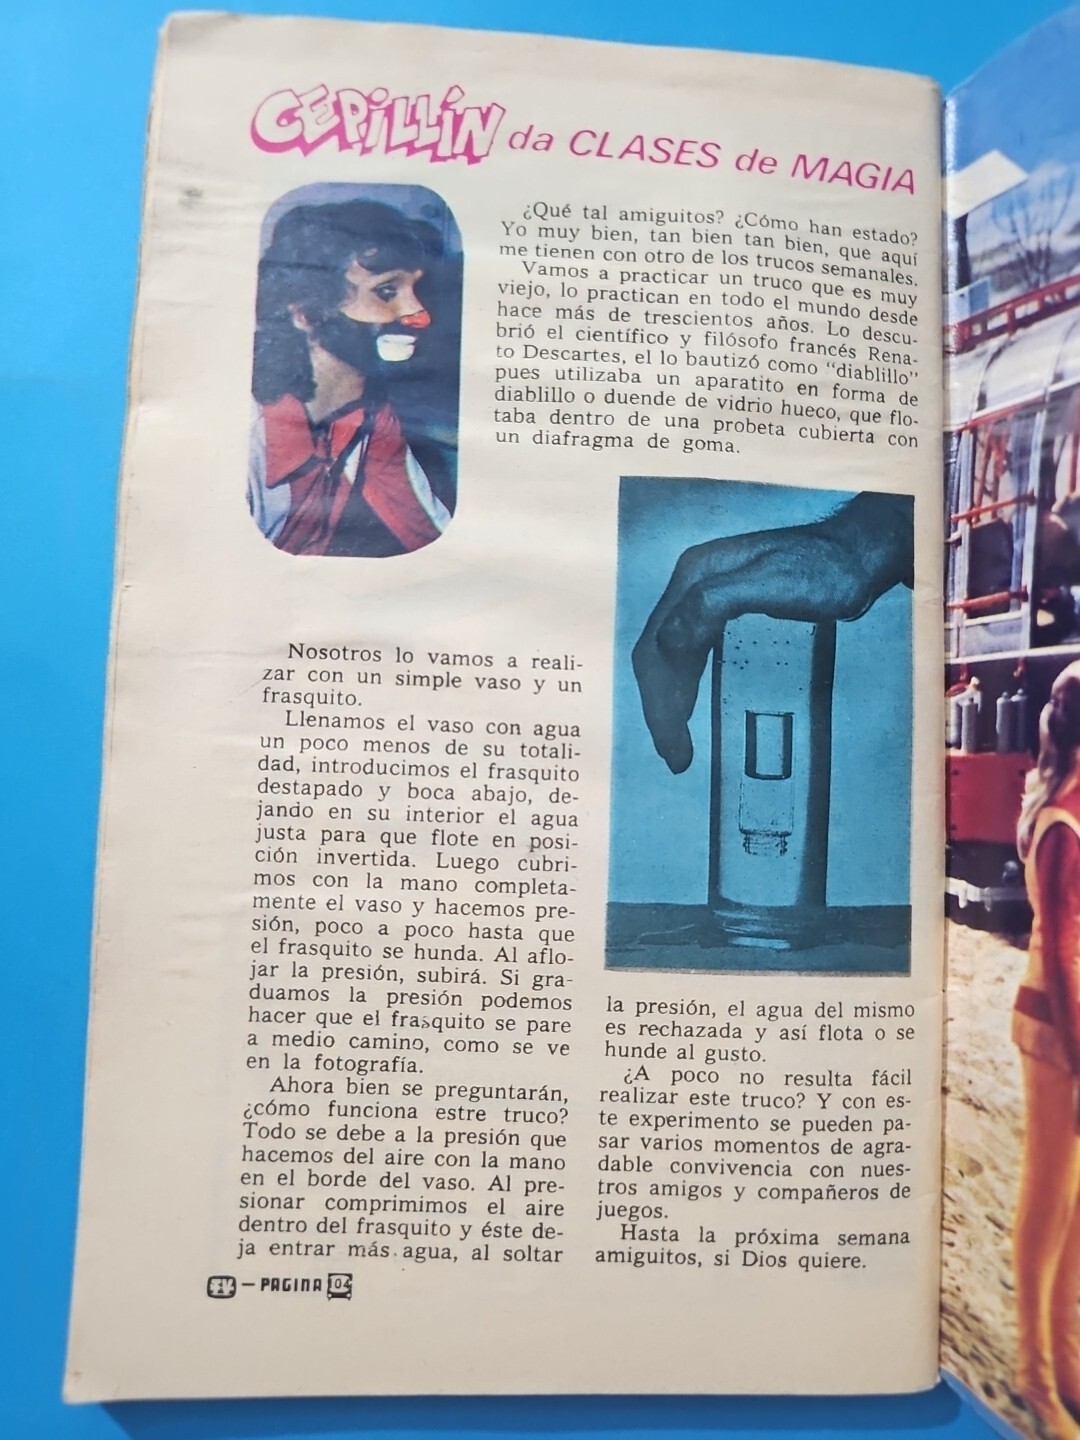 CEPILLÍN da CLASES de MAGIA
¿Qué tal amiguitos? ¿Cómo han estado?
Yo muy bien, tan bien tan bien, que aquí
me tienen con otro de los trucos semanales.
Vamos a practicar un truco que es muy
viejo, lo practican en todo el mundo desde
hace más de trescientos años. Lo descu-
brió el científico y filósofo francés Rena-
to Descartes, el lo bautizó como "diablillo"
pues utilizaba un aparatito en forma de
diablillo o duende de vidrio hueco, que flo-
taba dentro de una probeta cubierta con
un diafragma de goma.
Nosotros lo vamos a reali-
zar con un simple vaso y un
frasquito.
Llenamos el vaso con agua
un poco menos de su totali-
dad, introducimos el frasquito
destapado y boca abajo, de-
jando en su interior el agua
justa para que flote en posi-
ción invertida. Luego cubri-
mos con la mano completa-
mente el vaso y hacemos pre-
sión, poco a poco hasta que
el frasquito se hunda. Al aflo-
jar la presión, subirá. Si gra-
duamos la presión podemos
hacer que el frasquito se pare
a medio camino, como se ve
en la fotografía.
Ahora bien se preguntarán,
¿cómo funciona estre truco?
Todo se debe a la presión que
hacemos del aire con la mano
en el borde del vaso. Al pre-
sionar comprimimos el aire
dentro del frasquito y éste de-
ja entrar más agua, al soltar
la presión, el agua del mismo
es rechazada y así flota o se
hunde al gusto.
¿A poco no resulta fácil
realizar este truco? Y con es-
te experimento se pueden pa-
sar varios momentos de agra-
dable convivencia con nues-
tros amigos y compañeros de
juegos.
Hasta la próxima semana
amiguitos, si Dios quiere.
— PAGINA